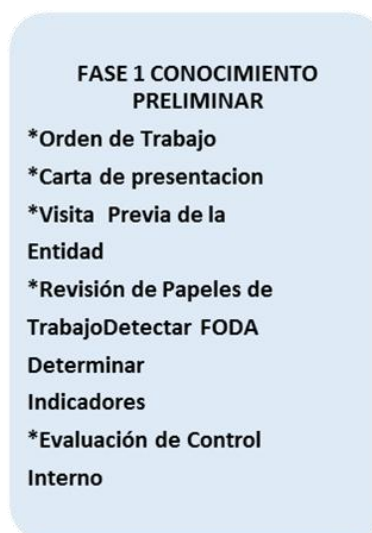 FASE 1 CONOCIMIENTO
PRELIMINAR
*Orden de Trabajo
*Carta de presentacion
*Visita Previa de la
Entidad
*Revisión de Papeles de
TrabajoDetectar FODA
Determinar
Indicadores
*Evaluación de Control
Interno